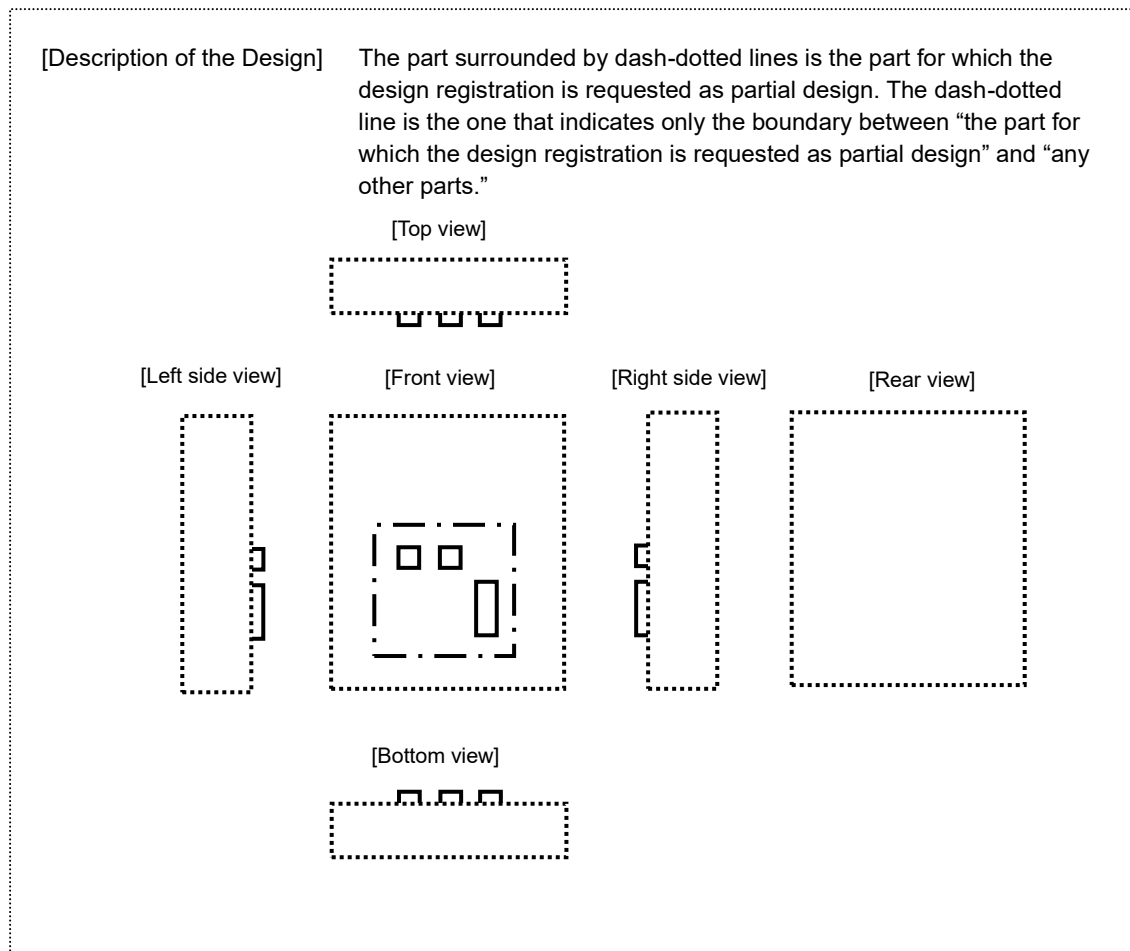 [Description of the Design] The part surrounded by dash-dotted lines is the part for which the
design registration is requested as partial design. The dash-dotted
line is the one that indicates only the boundary between “the part for
which the design registration is requested as partial design” and “any
other parts.”
[Top view]
[Left side view] [Front view] [Right side view] [Rear view]
[Bottom view]